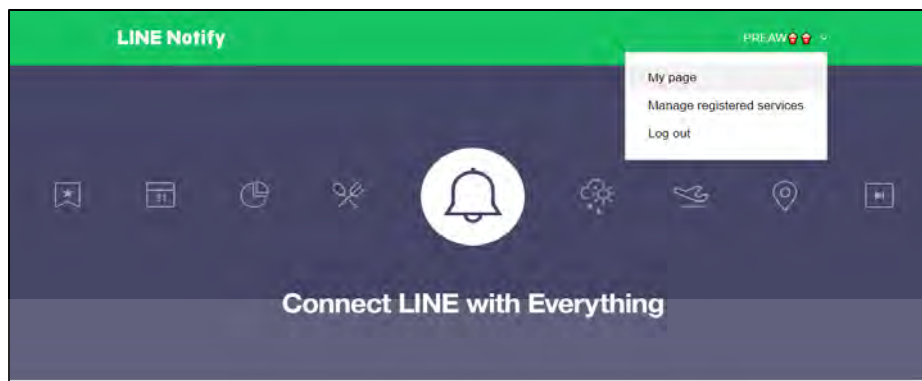 LINE Notify
PREAW
My page
Manage registered services
Log out
31
Connect LINE with Everything